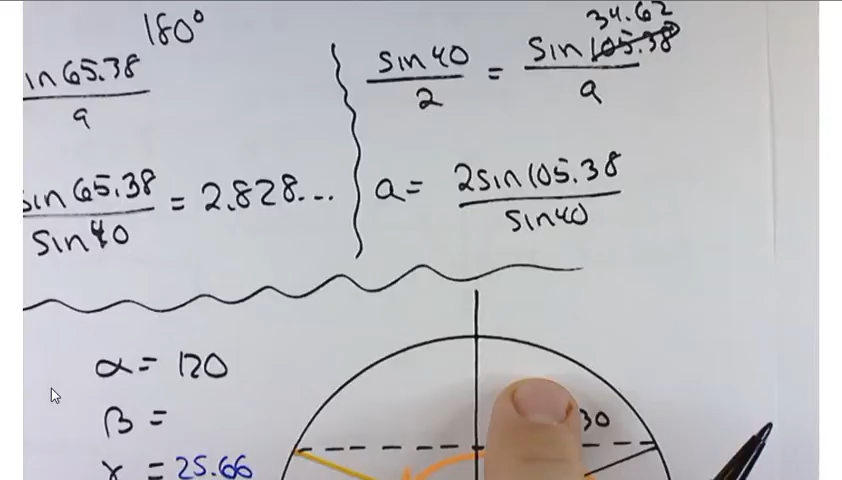 180°
34.62
in 65.38 / a
sin 40 / 2 = sin 105.38 / a
sin 65.38 / sin 40 = 2.828...
a = 2 sin 105.38 / sin 40
α = 120
β =
γ = 25.66
30